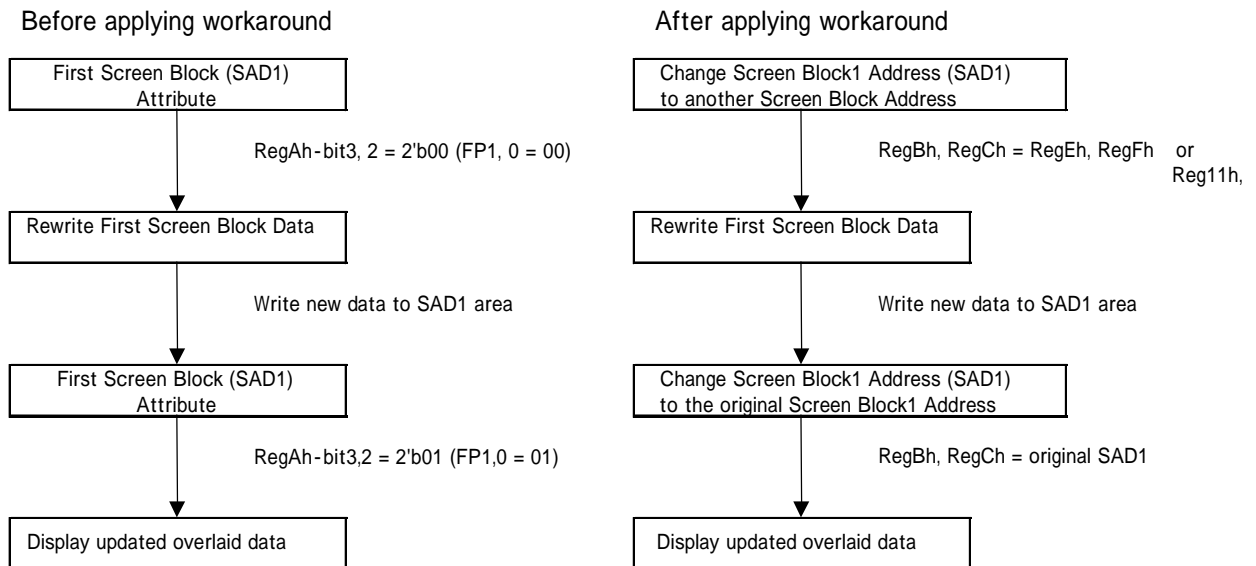 Before applying workaround
First Screen Block (SAD1)
Attribute
RegAh-bit3, 2 = 2'b00 (FP1, 0 = 00)
Rewrite First Screen Block Data
Write new data to SAD1 area
First Screen Block (SAD1)
Attribute
RegAh-bit3,2 = 2'b01 (FP1,0 = 01)
Display updated overlaid data
After applying workaround
Change Screen Block1 Address (SAD1)
to another Screen Block Address
RegBh, RegCh = RegEh, RegFh or
Reg11h,
Rewrite First Screen Block Data
Write new data to SAD1 area
Change Screen Block1 Address (SAD1)
to the original Screen Block1 Address
RegBh, RegCh = original SAD1
Display updated overlaid data